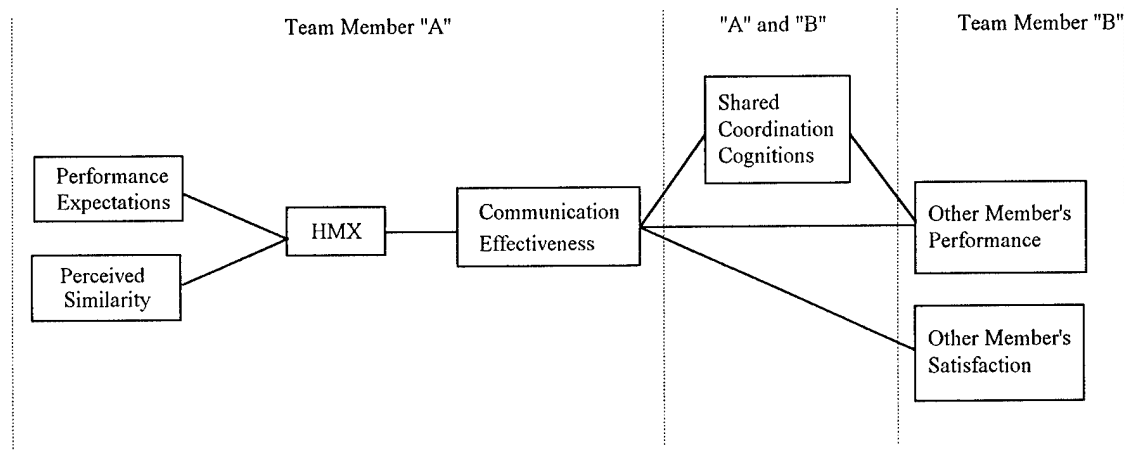 Team Member "A"
"A" and "B"
Team Member "B"
Shared
Coordination
Cognitions
Performance
Expectations
HMX
Communication
Effectiveness
Other Member's
Performance
Perceived
Similarity
Other Member's
Satisfaction